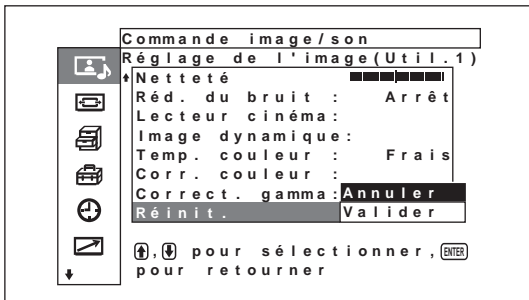 Commande image/son
Réglage de l'image(Util.1)
Netteté
Réd. du bruit : Arrêt
Lecteur cinéma:
Image dynamique:
Temp. couleur : Frais
Corr. couleur :
Correct. gamma: Annuler
Réinit. Valider
, pour sélectionner, ENTER
pour retourner